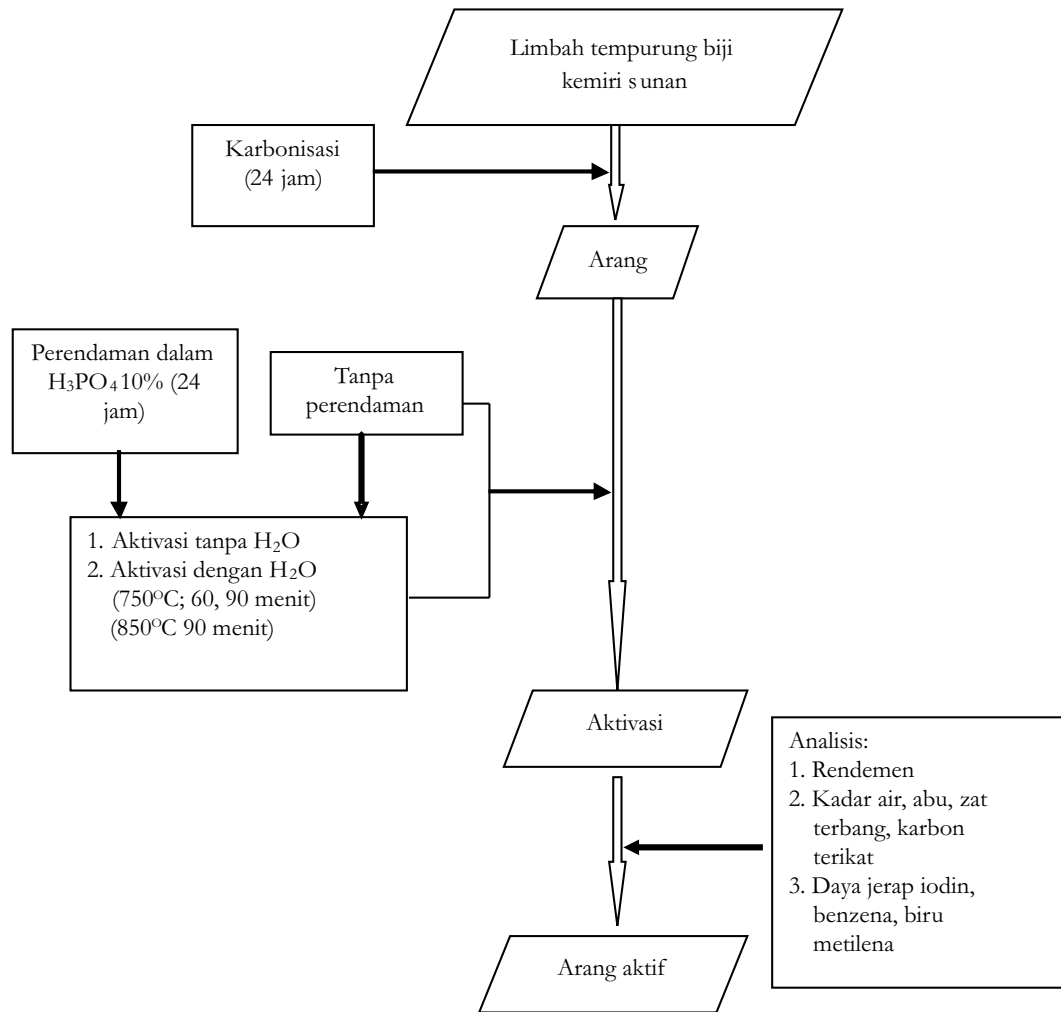 Limbah tempurung biji
kemiri sunan
Karbonisasi
(24 jam)
Arang
Perendaman dalam
H₃PO₄ 10% (24
jam)
Tanpa
perendaman
1. Aktivasi tanpa H₂O
2. Aktivasi dengan H₂O
(750ᴼC; 60, 90 menit)
(850ᴼC 90 menit)
Aktivasi
Analisis:
1. Rendemen
2. Kadar air, abu, zat
terbang, karbon
terikat
3. Daya jerap iodin,
benzena, biru
metilena
Arang aktif